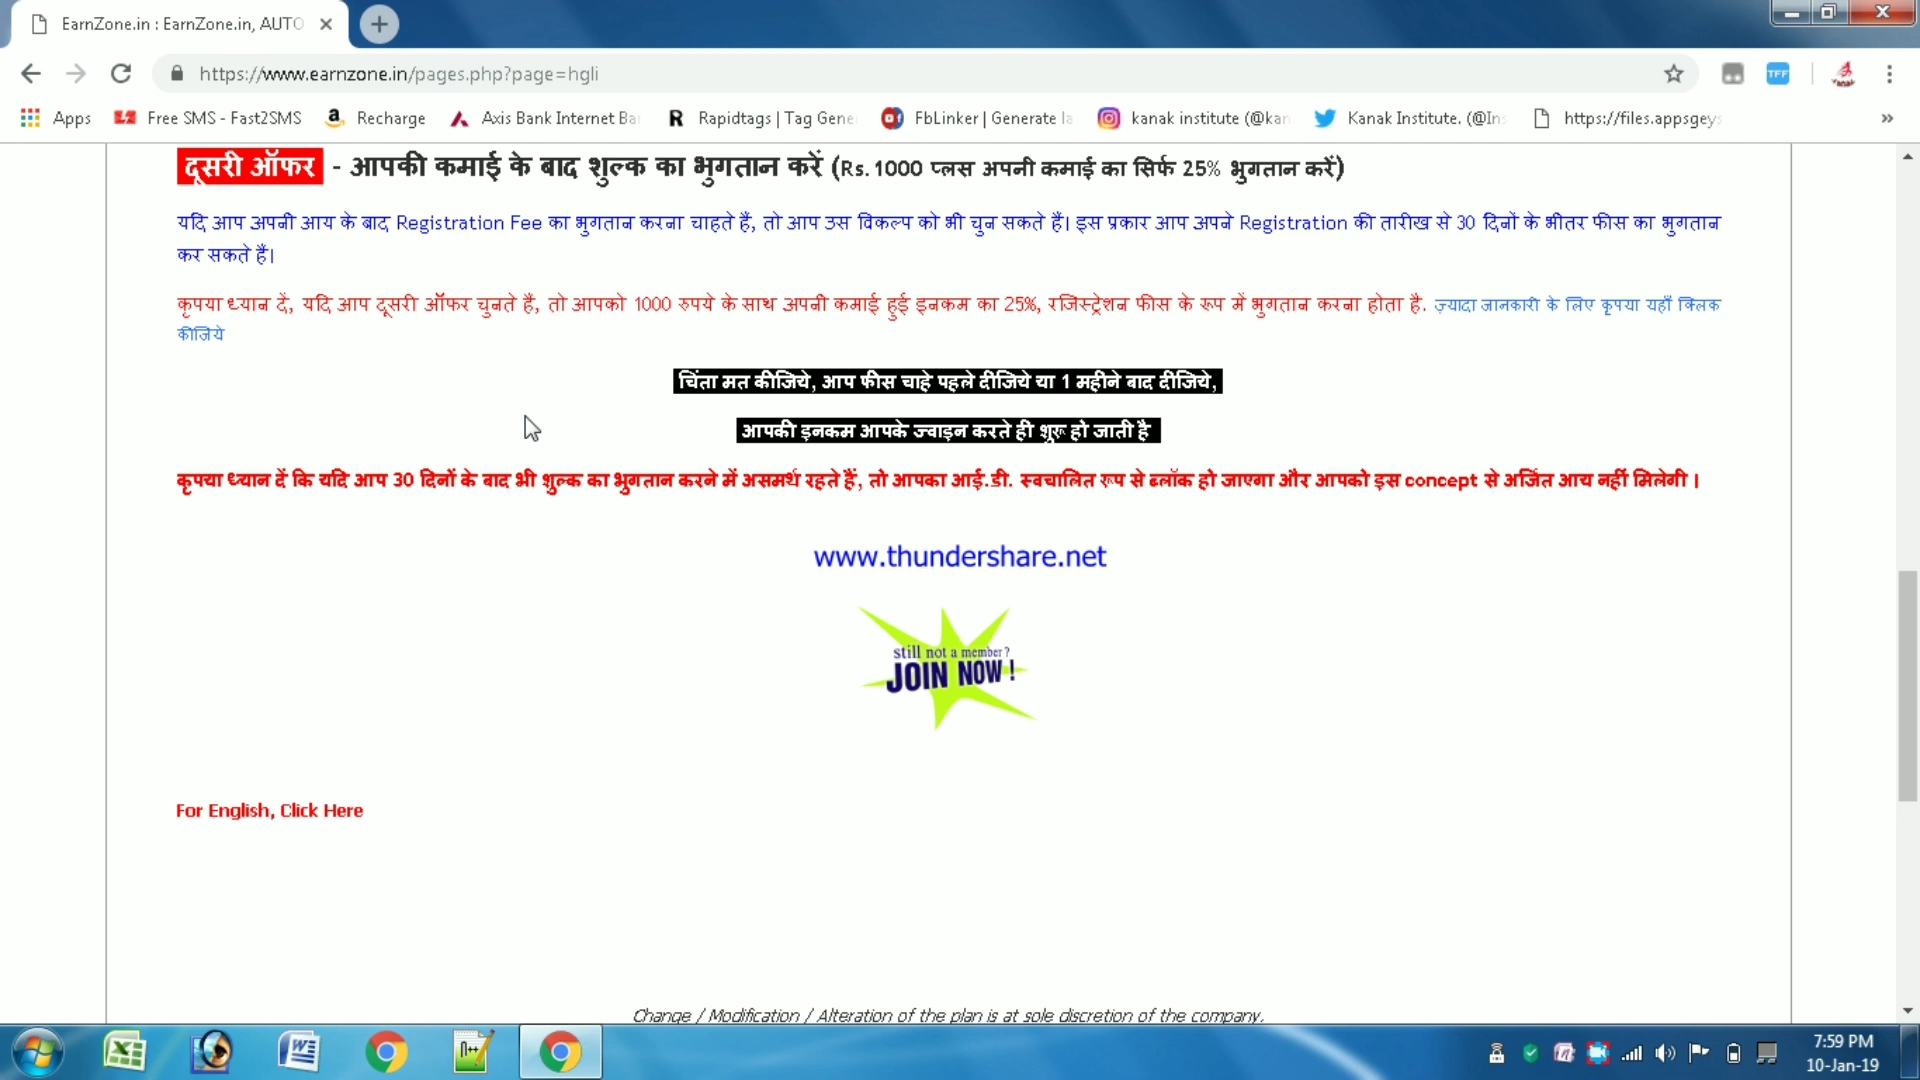 EarnZone.in : EarnZone.in, AUTO
https://www.earnzone.in/pages.php?page=hgli
Apps Free SMS - Fast2SMS Recharge Axis Bank Internet Ba Rapidtags | Tag Gene FbLinker | Generate la kanak institute (@kan Kanak Institute. (@In https://files.appsgeys
दूसरी ऑफर - आपकी कमाई के बाद शुल्क का भुगतान करें (Rs. 1000 प्लस अपनी कमाई का सिर्फ 25% भुगतान करें)
यदि आप अपनी आय के बाद Registration Fee का भुगतान करना चाहते हैं, तो आप उस विकल्प को भी चुन सकते हैं। इस प्रकार आप अपने Registration की तारीख से 30 दिनों के भीतर फीस का भुगतान
कर सकते हैं।
कृपया ध्यान दें, यदि आप दूसरी ऑफर चुनते हैं, तो आपको 1000 रुपये के साथ अपनी कमाई हुई इनकम का 25%, रजिस्ट्रेशन फीस के रूप में भुगतान करना होता है. ज़्यादा जानकारी के लिए कृपया यहाँ क्लिक
कीजिये
चिंता मत कीजिये, आप फीस चाहे पहले दीजिये या 1 महीने बाद दीजिये,
आपकी इनकम आपके ज्वाइन करते ही शुरू हो जाती है
कृपया ध्यान दें कि यदि आप 30 दिनों के बाद भी शुल्क का भुगतान करने में असमर्थ रहते हैं, तो आपका आई.डी. स्वचालित रूप से ब्लॉक हो जाएगा और आपको इस concept से अर्जित आय नहीं मिलेगी ।
www.thundershare.net
still not a member?
JOIN NOW !
For English, Click Here
Change / Modification / Alteration of the plan is at sole discretion of the company.
7:59 PM
10-Jan-19